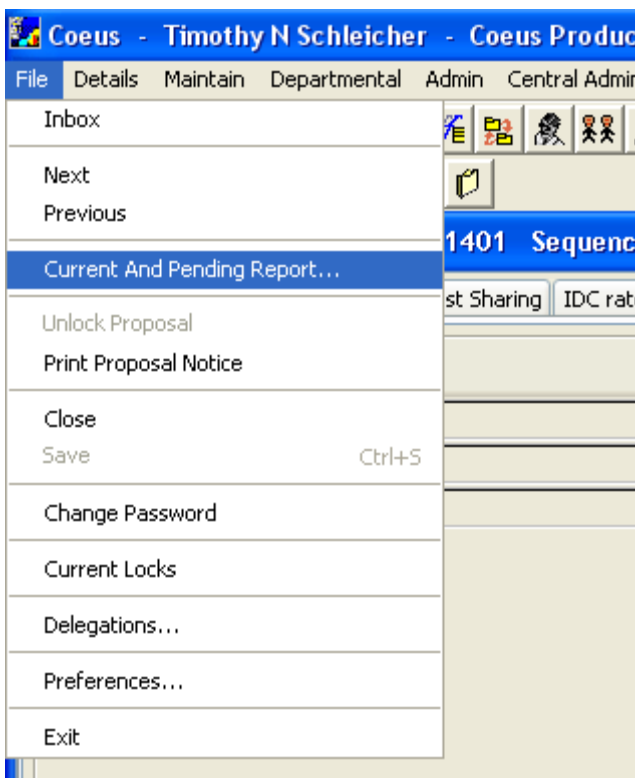 Coeus - Timothy N Schleicher - Coeus Produc
File Details Maintain Departmental Admin Central Admin
Inbox
Next
Previous
1401 Sequenc
Current And Pending Report...
st Sharing IDC rat
Unlock Proposal
Print Proposal Notice
Close
Save Ctrl+S
Change Password
Current Locks
Delegations...
Preferences...
Exit